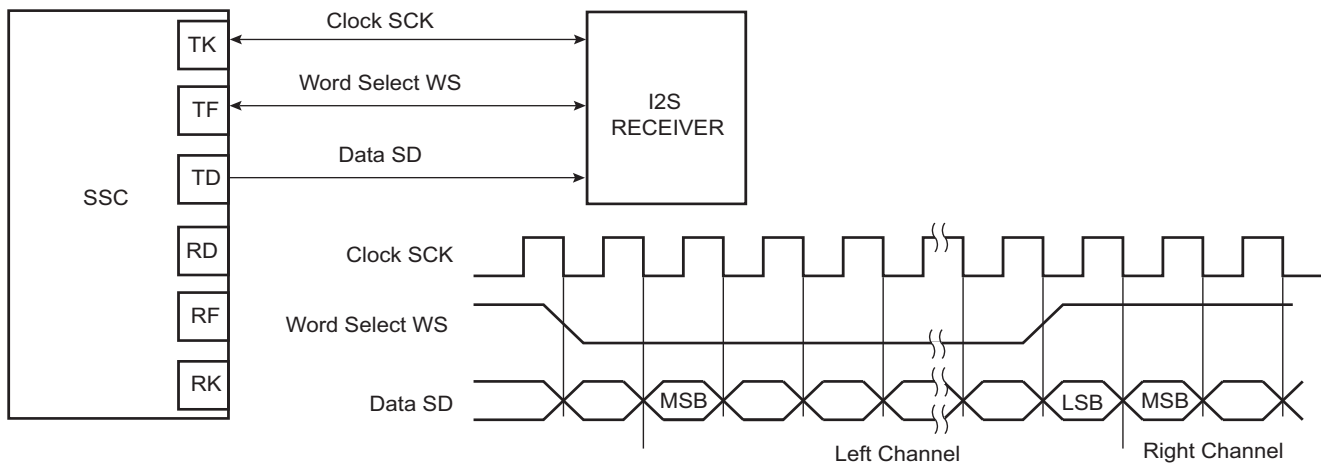 SSC
TK
TF
TD
RD
RF
RK
Clock SCK
Word Select WS
Data SD
I2S
RECEIVER
Clock SCK
Word Select WS
Data SD
MSB
LSB
MSB
Left Channel
Right Channel